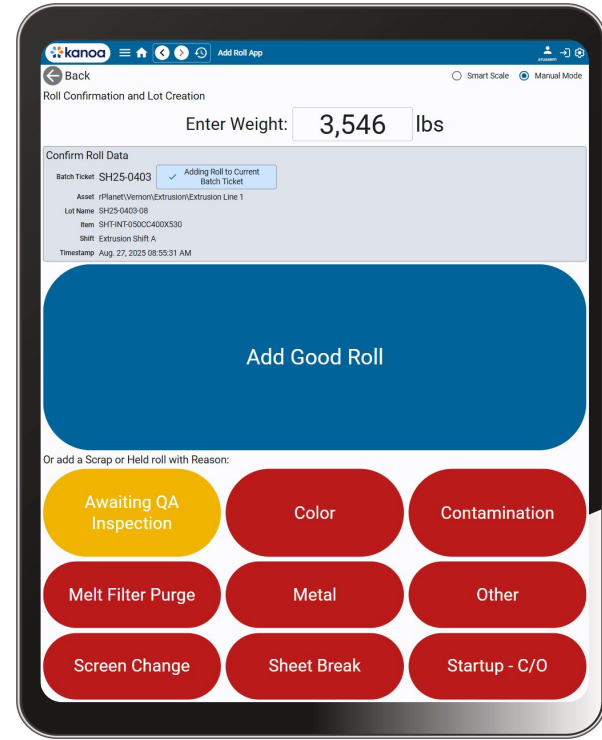 kanoa
Add Roll App
Back
Smart Scale
Manual Mode
Roll Confirmation and Lot Creation
Enter Weight: 3,546 lbs
Confirm Roll Data
Batch Ticket SH25-0403
Adding Roll to Current
Batch Ticket
Asset rPlanet\Vernon\Extrusion\Extrusion Line 1
Lot Name SH25-0403-08
Item SHT-INT-050CC400X530
Shift Extrusion Shift A
Timestamp Aug. 27, 2025 08:55:31 AM
Add Good Roll
Or add a Scrap or Held roll with Reason:
Awaiting QA
Inspection
Color
Contamination
Melt Filter Purge
Metal
Other
Screen Change
Sheet Break
Startup - C/O